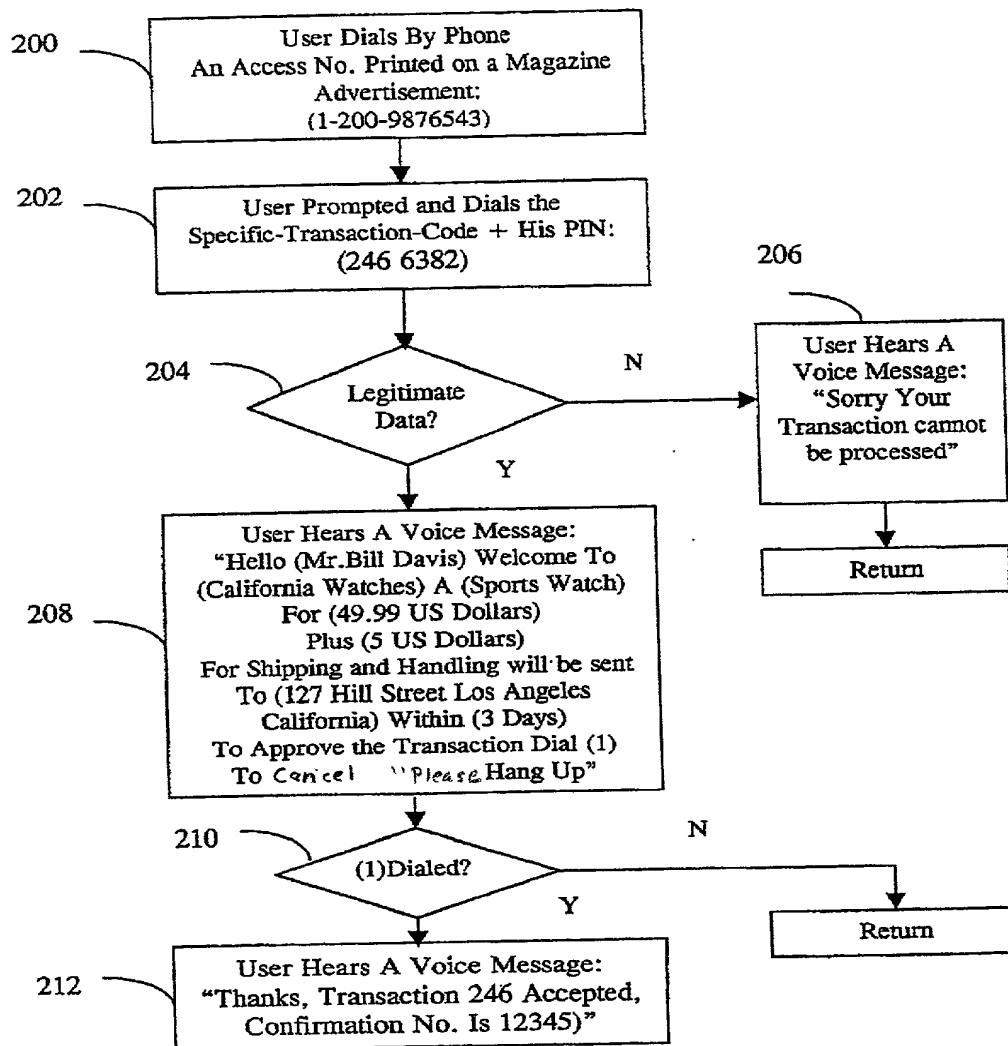 200
User Dials By Phone
An Access No. Printed on a Magazine
Advertisement:
(1-200-9876543)
202
User Prompted and Dials the
Specific-Transaction-Code + His PIN:
(246 6382)
204
Legitimate
Data?
N
Y
206
User Hears A
Voice Message:
“Sorry Your
Transaction cannot
be processed”
Return
208
User Hears A Voice Message:
“Hello (Mr.Bill Davis) Welcome To
(California Watches) A (Sports Watch)
For (49.99 US Dollars)
Plus (5 US Dollars)
For Shipping and Handling will be sent
To (127 Hill Street Los Angeles
California) Within (3 Days)
To Approve the Transaction Dial (1)
To Cancel "Please Hang Up”
210
(1)Dialed?
N
Y
Return
212
User Hears A Voice Message:
“Thanks, Transaction 246 Accepted,
Confirmation No. Is 12345)”